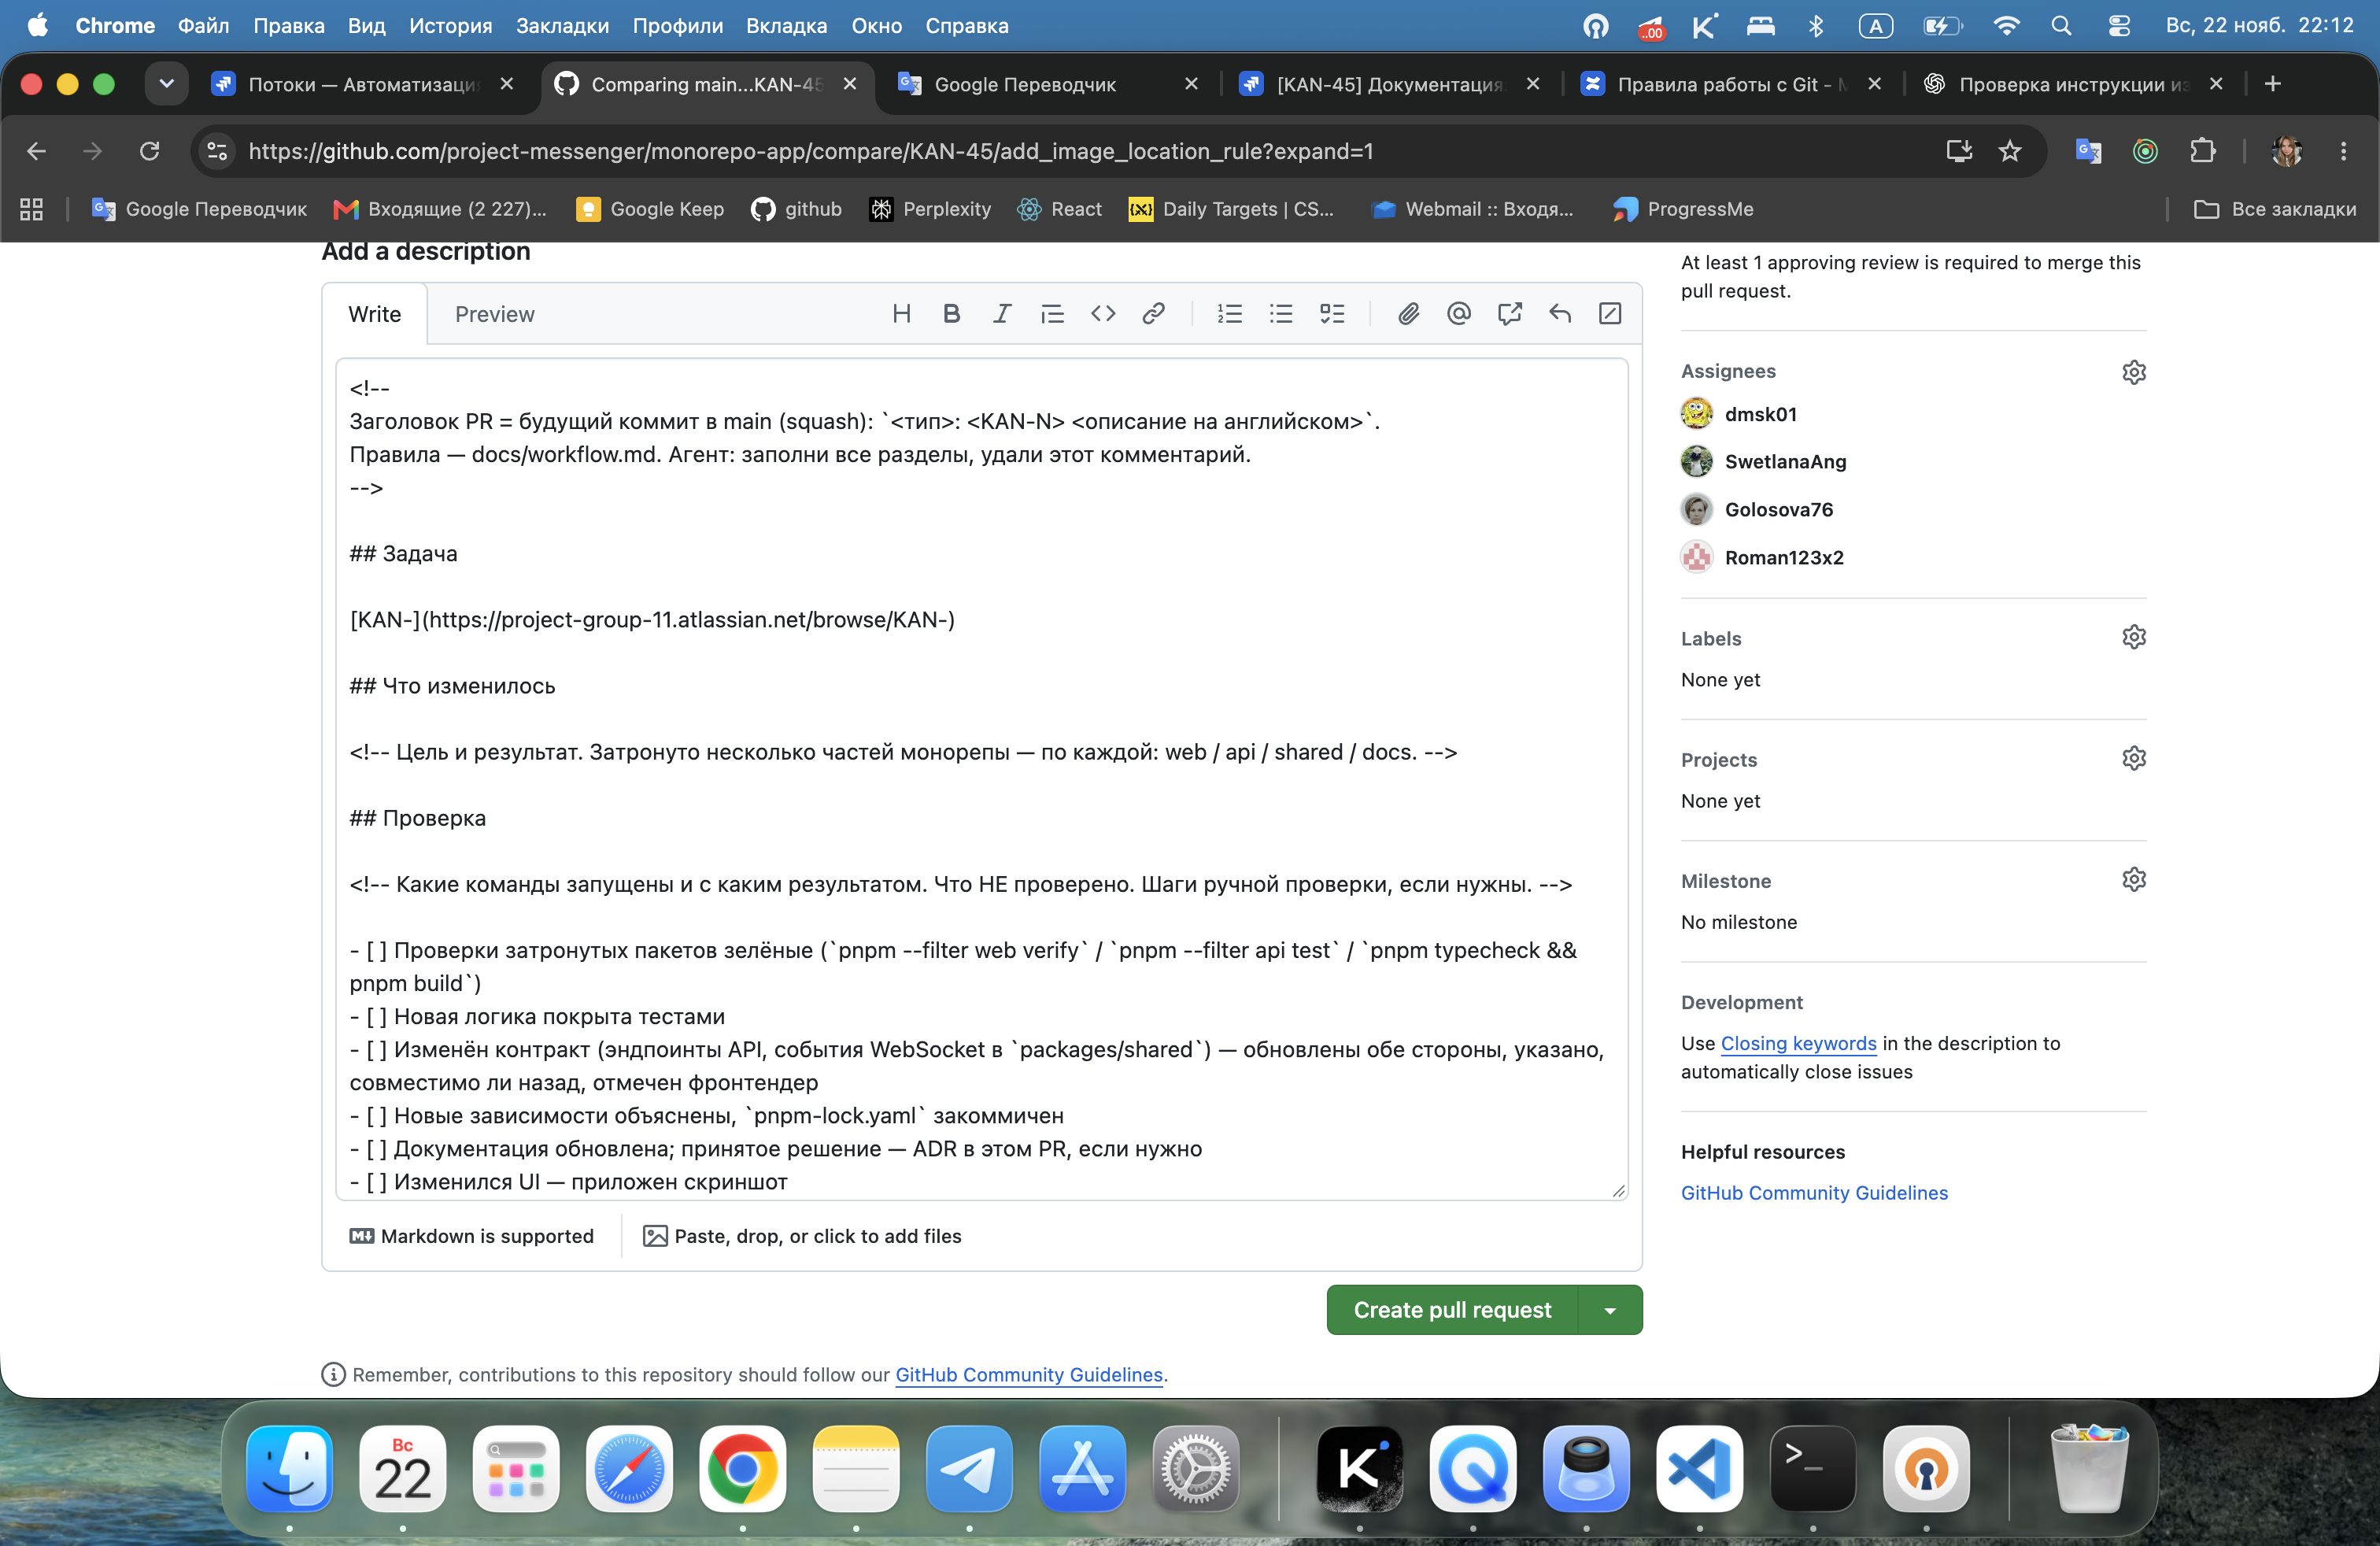 Chrome Файл Правка Вид История Закладки Профили Вкладка Окно Справка
..00
A
Вс, 22 нояб. 22:12
Потоки — Автоматизаци
Comparing main...KAN-45
Google Переводчик
[KAN-45] Документация
Правила работы с Git -
Проверка инструкции из
https://github.com/project-messenger/monorepo-app/compare/KAN-45/add_image_location_rule?expand=1
Google Переводчик
Входящие (2 227)...
Google Keep
github
Perplexity
React
Daily Targets | CS...
Webmail :: Входя...
ProgressMe
Все закладки
Add a description
Write
Preview
<!--
Заголовок PR = будущий коммит в main (squash): `<тип>: <KAN-N> <описание на английском>`.
Правила — docs/workflow.md. Агент: заполни все разделы, удали этот комментарий.
-->
## Задача
[KAN-](https://project-group-11.atlassian.net/browse/KAN-)
## Что изменилось
<!-- Цель и результат. Затронуто несколько частей монорепы — по каждой: web / api / shared / docs. -->
## Проверка
<!-- Какие команды запущены и с каким результатом. Что НЕ проверено. Шаги ручной проверки, если нужны. -->
- [ ] Проверки затронутых пакетов зелёные (`pnpm --filter web verify` / `pnpm --filter api test` / `pnpm typecheck &&
pnpm build`)
- [ ] Новая логика покрыта тестами
- [ ] Изменён контракт (эндпоинты API, события WebSocket в `packages/shared`) — обновлены обе стороны, указано,
совместимо ли назад, отмечен фронтендер
- [ ] Новые зависимости объяснены, `pnpm-lock.yaml` закоммичен
- [ ] Документация обновлена; принятое решение — ADR в этом PR, если нужно
- [ ] Изменился UI — приложен скриншот
Markdown is supported
Paste, drop, or click to add files
Create pull request
Remember, contributions to this repository should follow our GitHub Community Guidelines.
At least 1 approving review is required to merge this
pull request.
Assignees
dmsk01
SwetlanaAng
Golosova76
Roman123x2
Labels
None yet
Projects
None yet
Milestone
No milestone
Development
Use Closing keywords in the description to
automatically close issues
Helpful resources
GitHub Community Guidelines
Вс
22